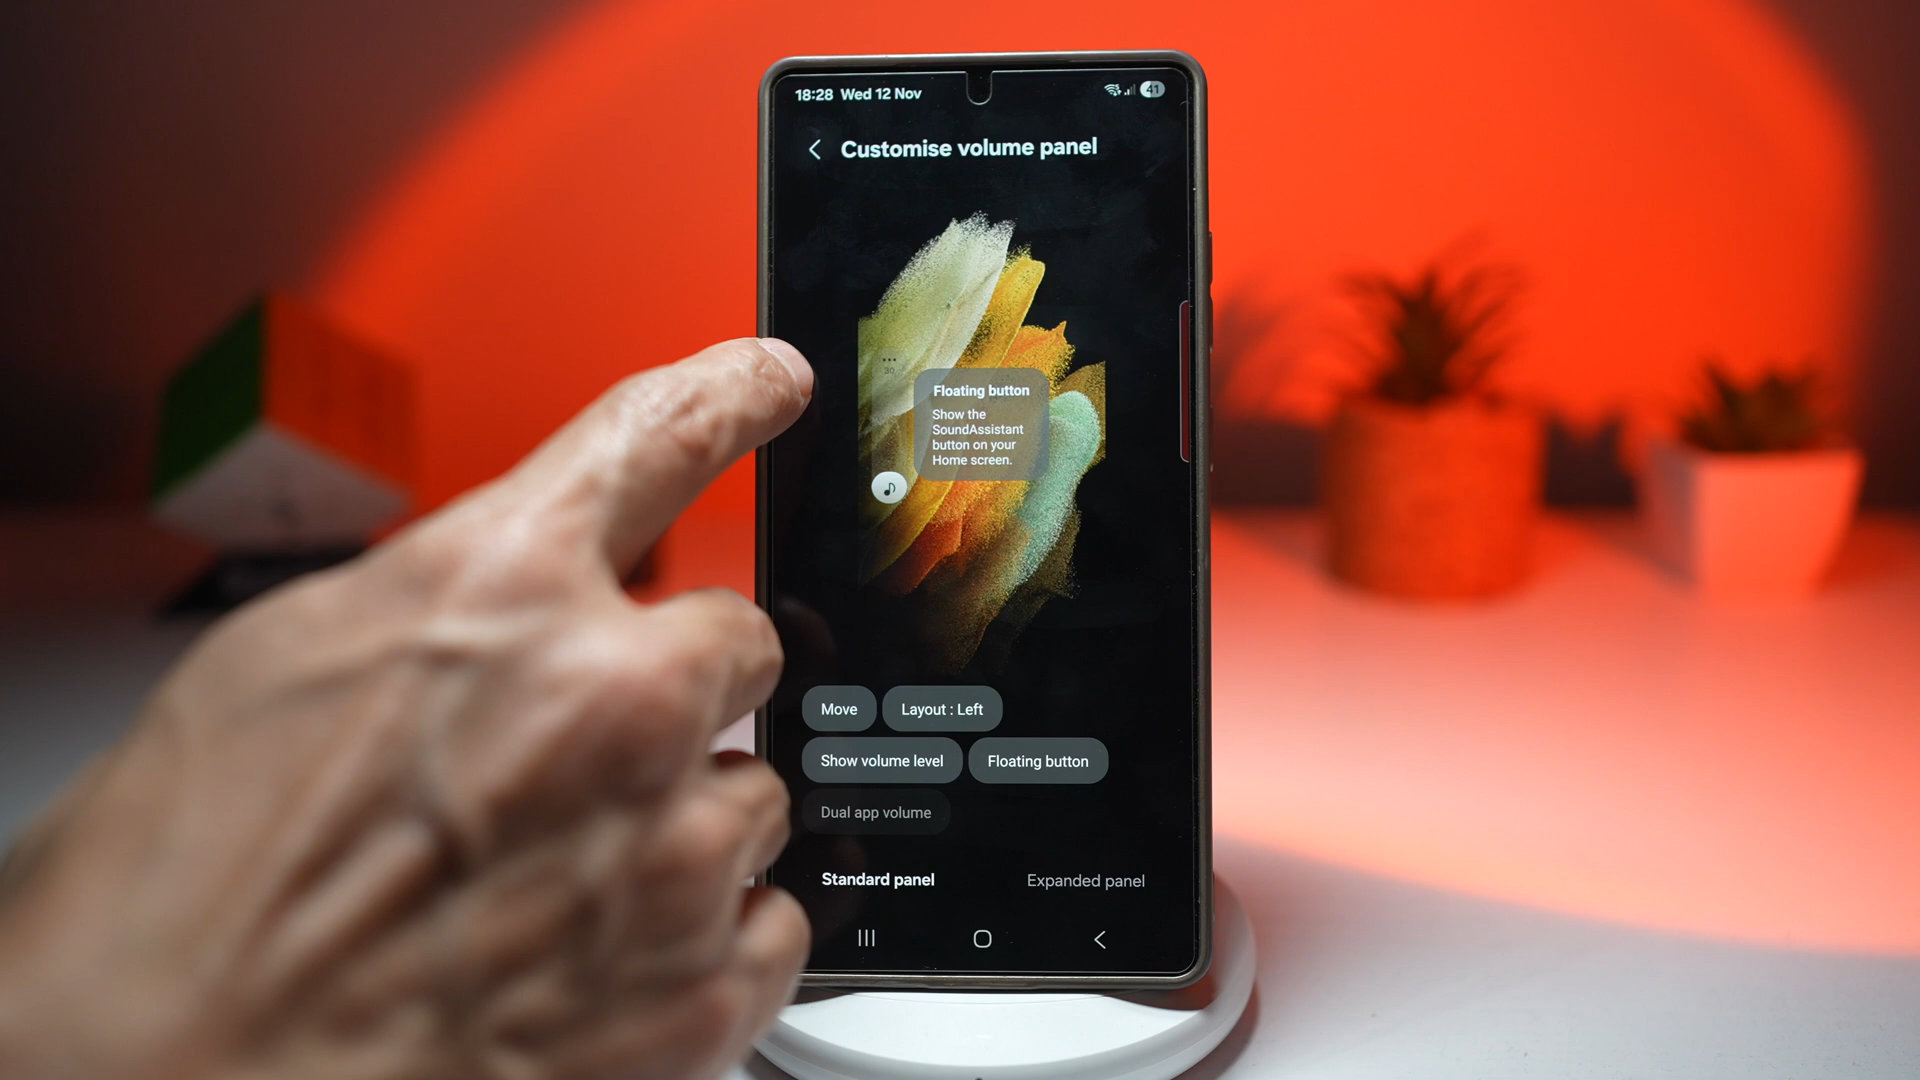 18:28 Wed 12 Nov
41
Customise volume panel
30
Floating button
Show the
SoundAssistant
button on your
Home screen.
Move
Layout : Left
Show volume level
Floating button
Dual app volume
Standard panel
Expanded panel